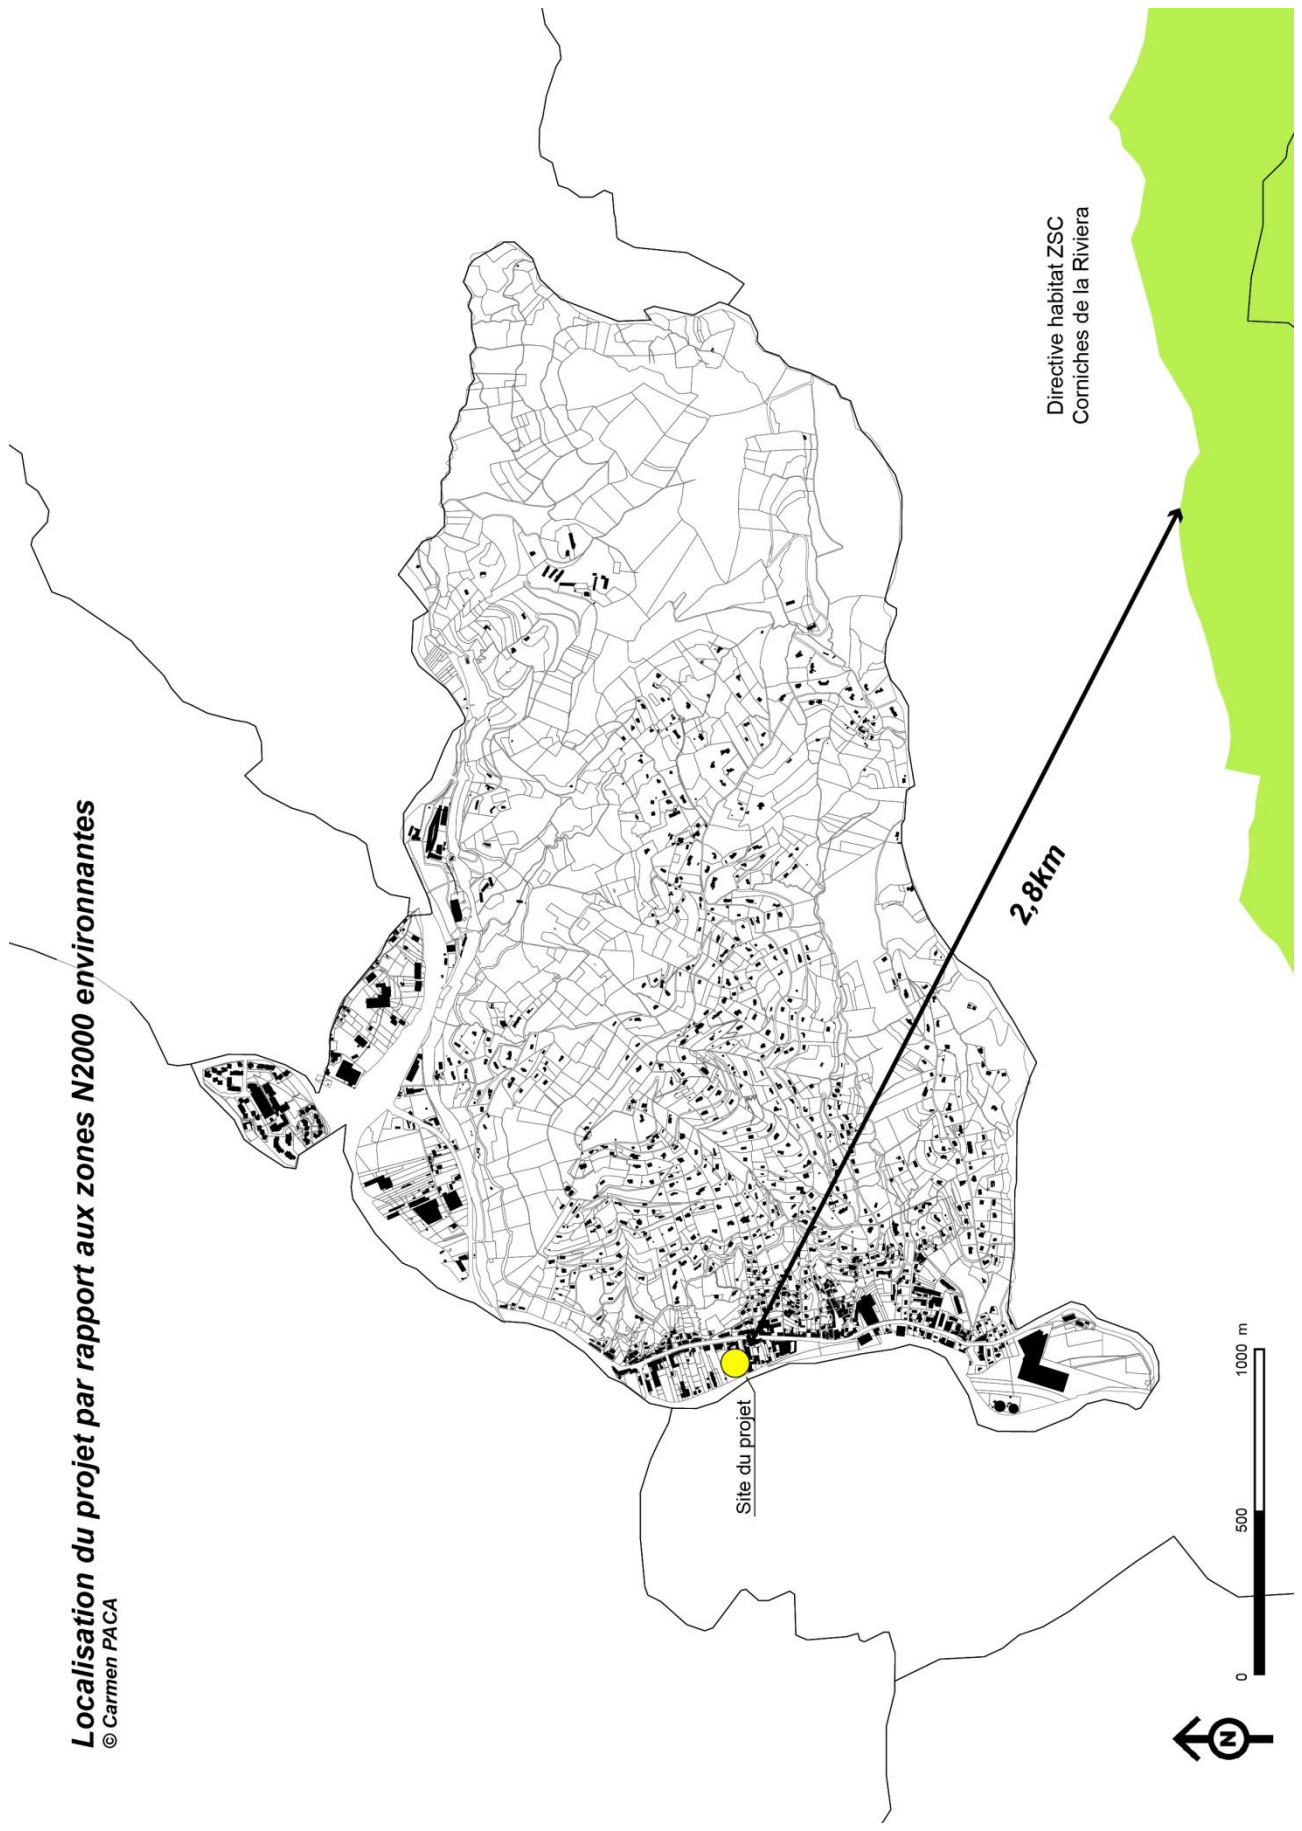 Localisation du projet par rapport aux zones N2000 environnantes
© Carmen PACA
Directive habitat ZSC
Corniches de la Riviera
2,8km
Site du projet
0
500
1000 m
N